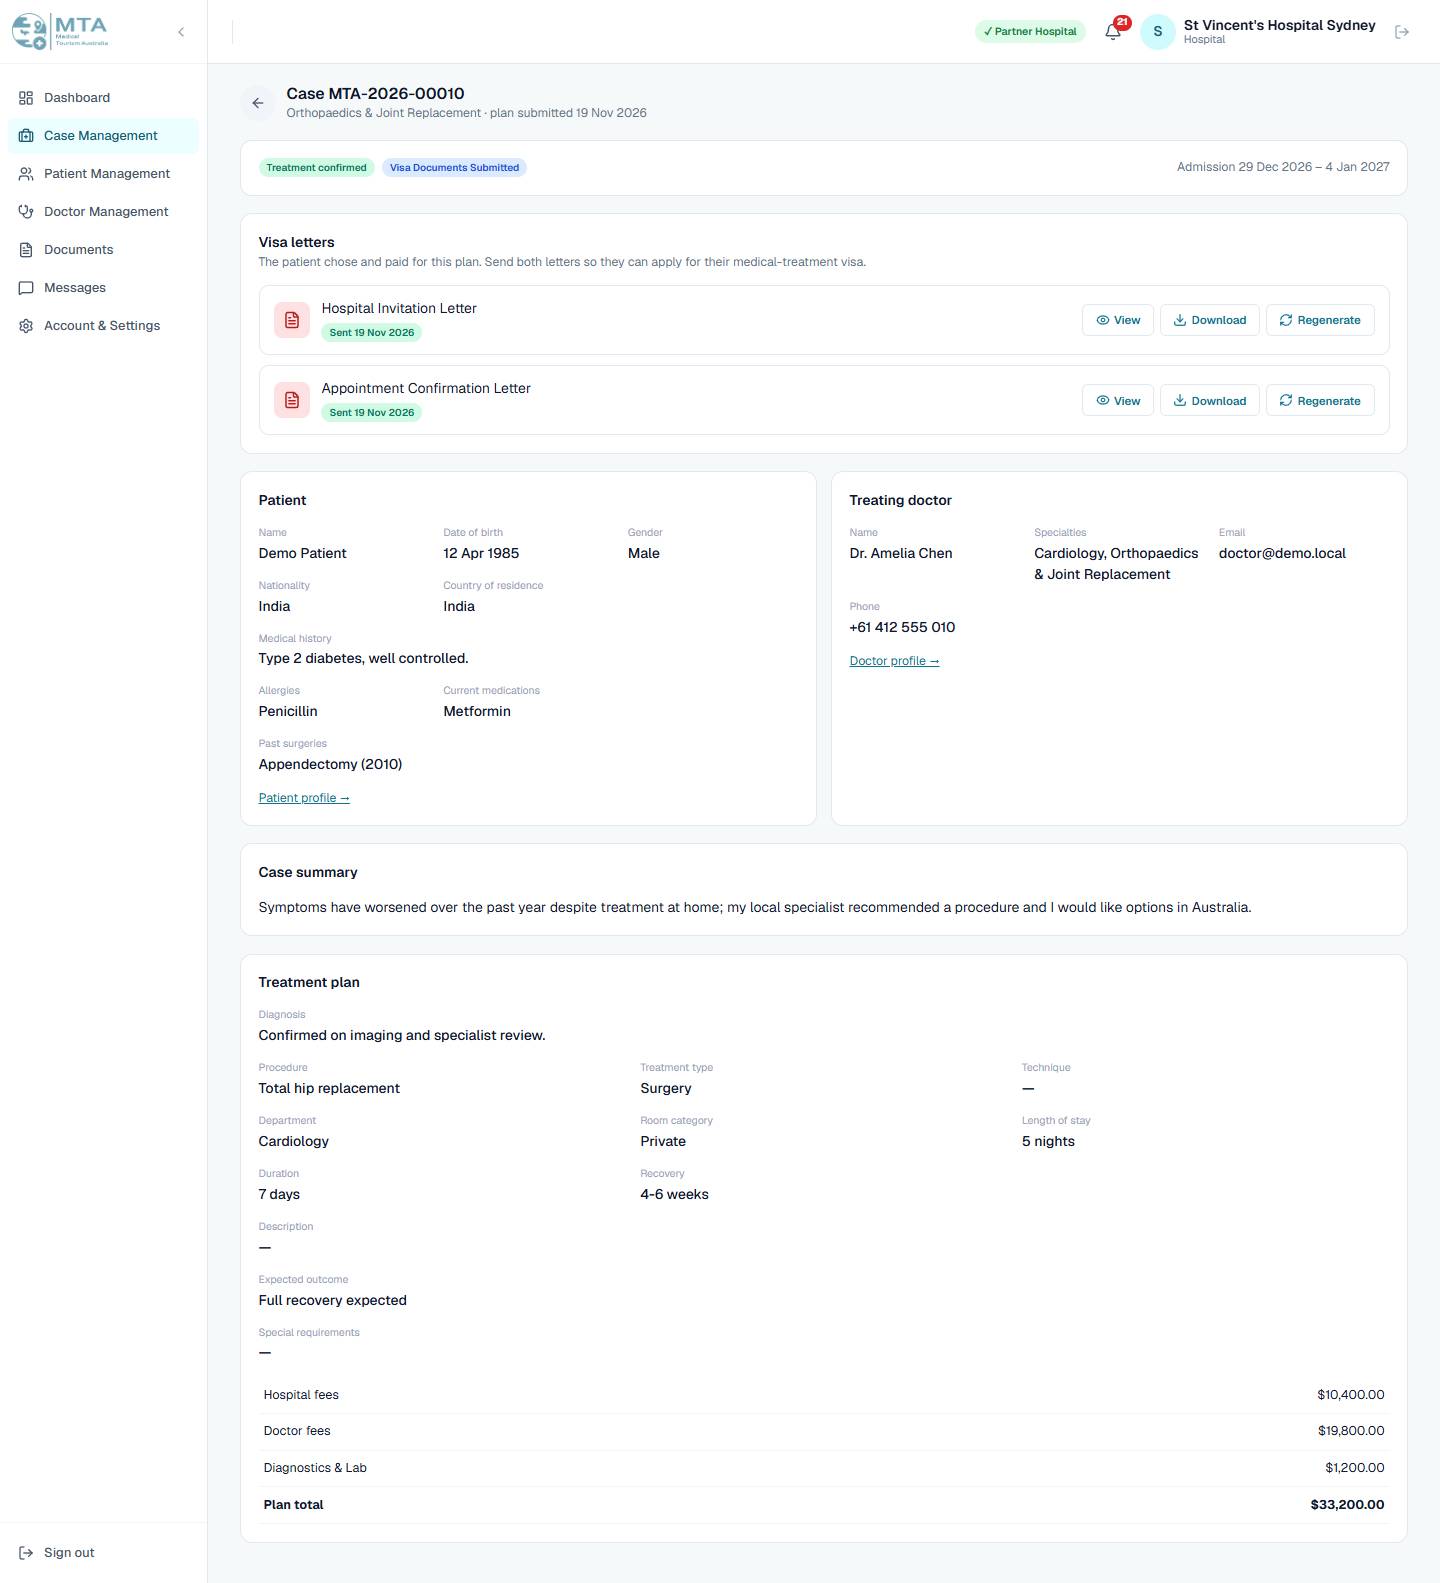 MTA
Medical
Tourism Australia
✓ Partner Hospital
21
S
St Vincent's Hospital Sydney
Hospital
Dashboard
Case Management
Patient Management
Doctor Management
Documents
Messages
Account & Settings
Sign out
Case MTA-2026-00010
Orthopaedics & Joint Replacement · plan submitted 19 Nov 2026
Treatment confirmed
Visa Documents Submitted
Admission 29 Dec 2026 – 4 Jan 2027
Visa letters
The patient chose and paid for this plan. Send both letters so they can apply for their medical-treatment visa.
Hospital Invitation Letter
Sent 19 Nov 2026
View
Download
Regenerate
Appointment Confirmation Letter
Sent 19 Nov 2026
View
Download
Regenerate
Patient
Name
Date of birth
Gender
Demo Patient
12 Apr 1985
Male
Nationality
Country of residence
India
India
Medical history
Type 2 diabetes, well controlled.
Allergies
Current medications
Penicillin
Metformin
Past surgeries
Appendectomy (2010)
Patient profile →
Treating doctor
Name
Specialties
Email
Dr. Amelia Chen
Cardiology, Orthopaedics
& Joint Replacement
doctor@demo.local
Phone
+61 412 555 010
Doctor profile →
Case summary
Symptoms have worsened over the past year despite treatment at home; my local specialist recommended a procedure and I would like options in Australia.
Treatment plan
Diagnosis
Confirmed on imaging and specialist review.
Procedure
Treatment type
Technique
Total hip replacement
Surgery
—
Department
Room category
Length of stay
Cardiology
Private
5 nights
Duration
Recovery
7 days
4-6 weeks
Description
—
Expected outcome
Full recovery expected
Special requirements
—
Hospital fees $10,400.00
Doctor fees $19,800.00
Diagnostics & Lab $1,200.00
Plan total $33,200.00